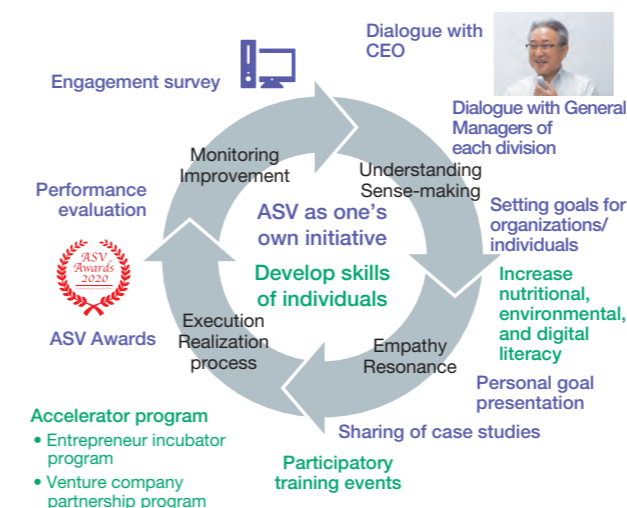 Dialogue with
CEO
Engagement survey
Dialogue with General
Managers of
each division
Monitoring
Improvement
Understanding
Sense-making
Performance
evaluation
ASV as one's
own initiative
Setting goals for
organizations/
individuals
ASV
Awards
2020
Develop skills
of individuals
Increase
nutritional,
environmental,
and digital
literacy
ASV Awards
Execution
Realization
process
Empathy
Resonance
Personal goal
presentation
Accelerator program
• Entrepreneur incubator
program
• Venture company
partnership program
Sharing of case studies
Participatory
training events